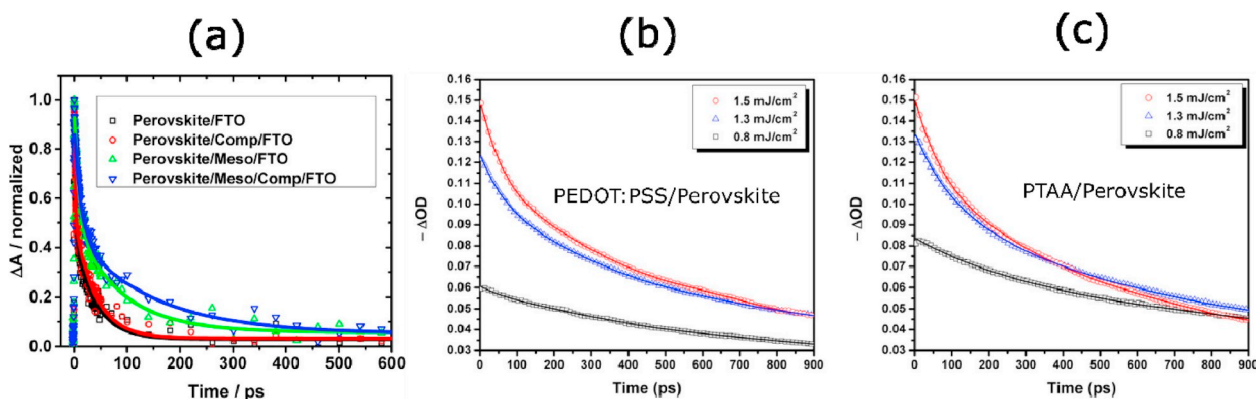 (a)
(b)
(c)
ΔA / normalized
1.0
0.8
0.6
0.4
0.2
0.0
Perovskite/FTO
Perovskite/Comp/FTO
Perovskite/Meso/FTO
Perovskite/Meso/Comp/FTO
0 100 200 300 400 500 600
Time / ps
− ΔOD
0.16
0.15
0.13
0.12
0.11
0.10
0.09
0.08
0.07
0.06
0.05
0.04
0.03
1.5 mJ/cm²
1.3 mJ/cm²
0.8 mJ/cm²
PEDOT:PSS/Perovskite
0 100 200 300 400 500 600 700 800 900
Time (ps)
− ΔOD
0.16
0.15
0.13
0.12
0.11
0.10
0.09
0.08
0.07
0.06
0.05
0.04
0.03
1.5 mJ/cm²
1.3 mJ/cm²
0.8 mJ/cm²
PTAA/Perovskite
0 100 200 300 400 500 600 700 800 900
Time (ps)